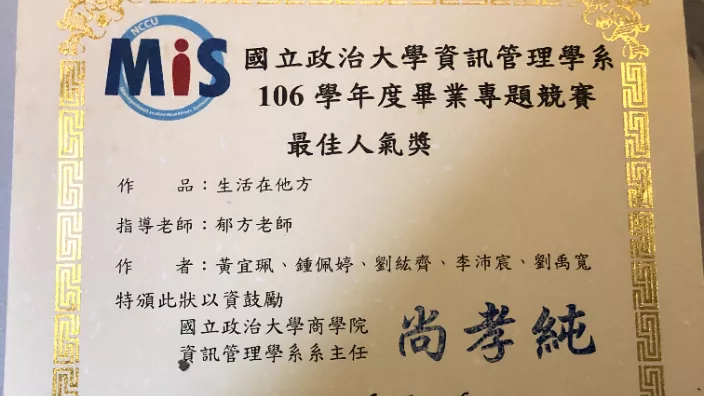 NCCU
MiS
國立政治大學資訊管理學系
106 學年度畢業專題競賽
最佳人氣獎
作 品：生活在他方
指導老師：郁方老師
作 者：黃宜珮、鍾佩婷、劉紘齊、李沛宸、劉禹寬
特頒此狀以資鼓勵
國立政治大學商學院
資訊管理學系系主任
尚孝純